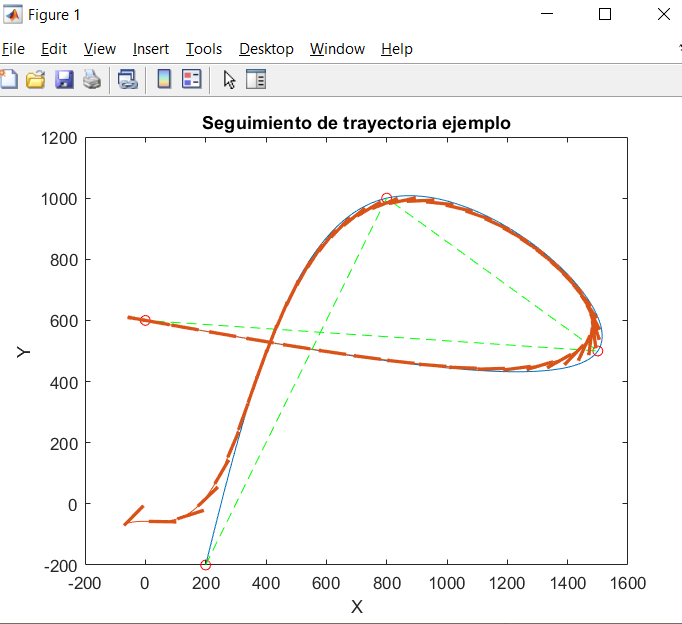 Figure 1
File Edit View Insert Tools Desktop Window Help
Seguimiento de trayectoria ejemplo
1200
1000
800
600
400
200
0
-200
Y
-200 0 200 400 600 800 1000 1200 1400 1600
X